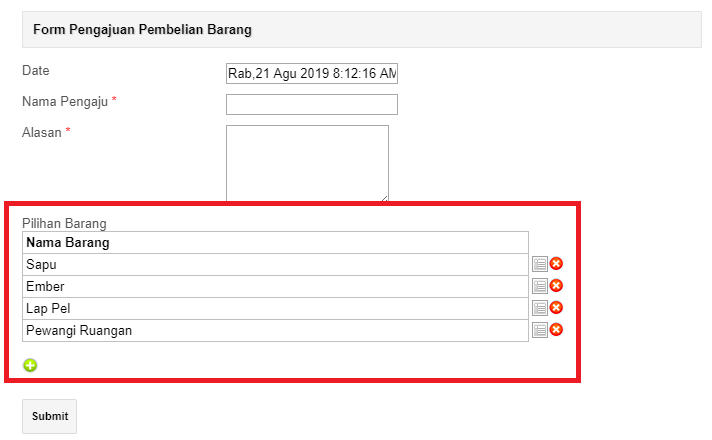 Form Pengajuan Pembelian Barang
Date Rab,21 Agu 2019 8:12:16 AM
Nama Pengaju *
Alasan *
Pilihan Barang
Nama Barang
Sapu
Ember
Lap Pel
Pewangi Ruangan
Submit